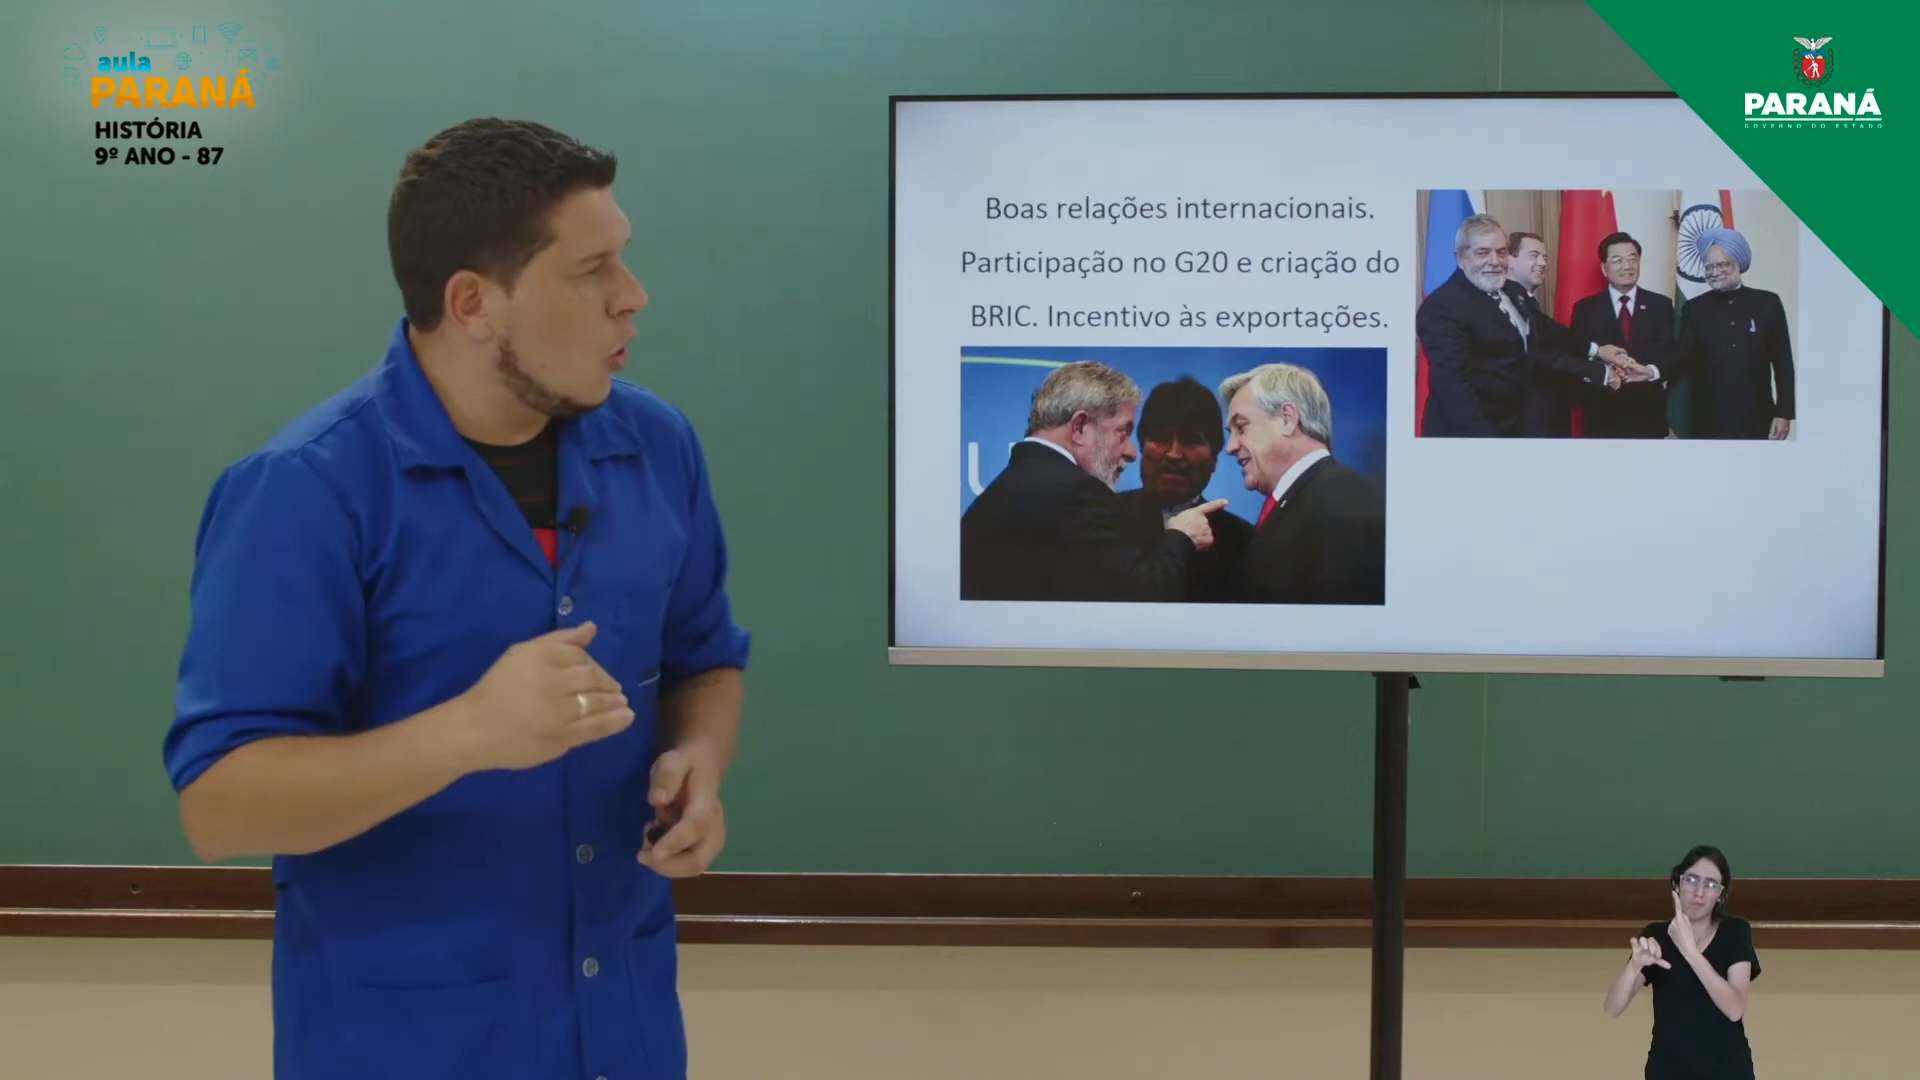 aula
PARANÁ
HISTÓRIA
9º ANO - 87
PARANÁ
GOVERNO DO ESTADO
Boas relações internacionais.
Participação no G20 e criação do
BRIC. Incentivo às exportações.
U